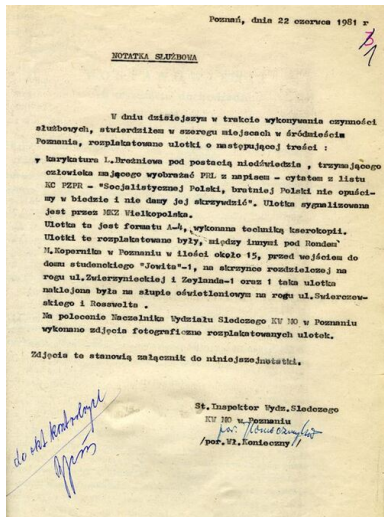 Poznań, dnia 22 czerwca 1981 r
1
NOTATKA SŁUŻBOWA
W dniu dzisiejszym w trakcie wykonywania czynności
służbowych, stwierdziłem w szeregu miejscach w śródmieściu
Poznania, rozplakatowane ulotki o następującej treści :
karykatura L.Breżniewa pod postacią niedźwiedzia , trzymającego
człowieka mającego wyobrażać PRL z napisem - cytatem z listu
KC PZPR - "Socjalistycznej Polski, bratniej Polski nie opuści-
my w biedzie i nie damy jej skrzywdzić". Ulotka sygnalizowana
jest przez MKZ Wielkopolska.
Ulotka ta jest formatu A-4, wykonana techniką kserokopii.
Ulotki te rozplakatowane były, między innymi pod Rondem
M.Kopernika w Poznaniu w ilości około 15, przed wejściem do
domu studenckiego "Jowita"-1, na skrzynce rozdzielczej na
rogu ul.Zwierzynieckiej i Zeylanda-1 oraz 1 taka ulotka
naklejona była na słupie oświetleniowym na rogu ul.Świerczew-
skiego i Roswelta .
Na polecenie Naczelnika Wydziału Śledczego KW MO w Poznaniu
wykonano zdjęcia fotograficzne rozplakatowanych ulotek.
Zdjęcia te stanowią załącznik do niniejszejnotatki.
St.Inspektor Wydz.Śledczego
KW MO w Poznaniu
por.
/por.Wł.Konieczny/
do akt kontrolnych